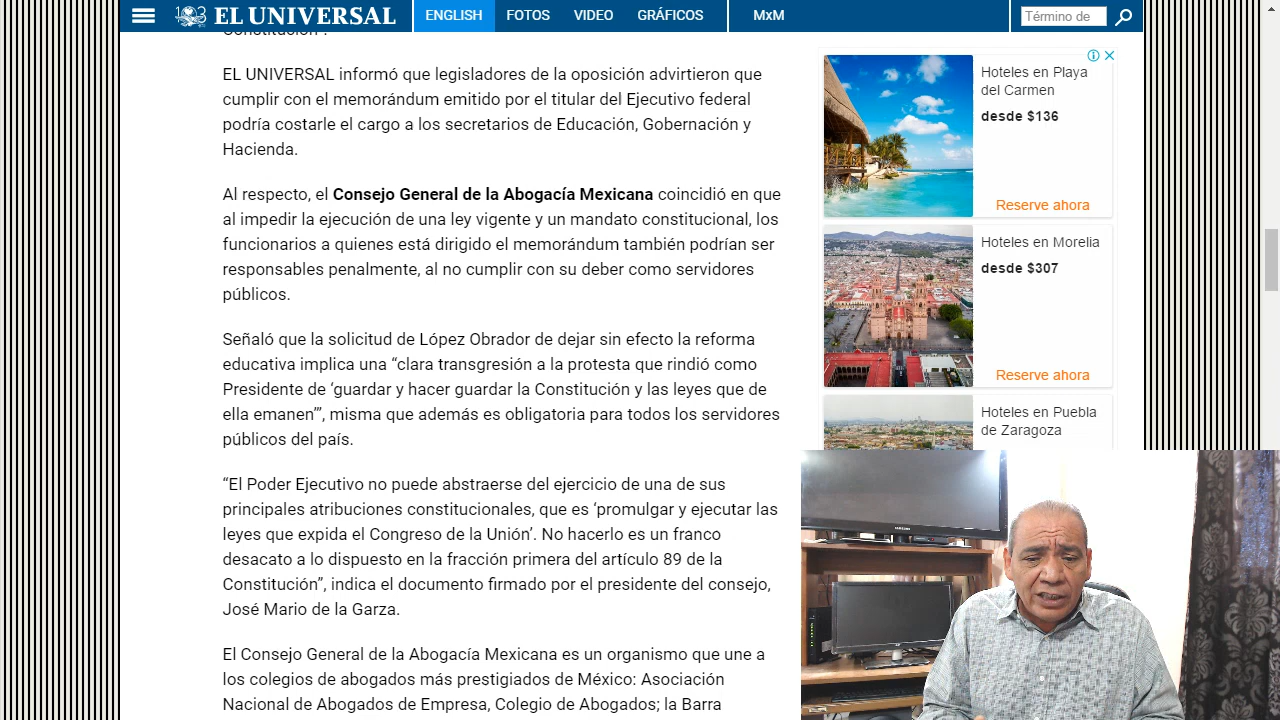 EL UNIVERSAL
ENGLISH
FOTOS
VIDEO
GRÁFICOS
MxM
Término de
Constitución".
EL UNIVERSAL informó que legisladores de la oposición advirtieron que
cumplir con el memorándum emitido por el titular del Ejecutivo federal
podría costarle el cargo a los secretarios de Educación, Gobernación y
Hacienda.
Al respecto, el Consejo General de la Abogacía Mexicana coincidió en que
al impedir la ejecución de una ley vigente y un mandato constitucional, los
funcionarios a quienes está dirigido el memorándum también podrían ser
responsables penalmente, al no cumplir con su deber como servidores
públicos.
Señaló que la solicitud de López Obrador de dejar sin efecto la reforma
educativa implica una “clara transgresión a la protesta que rindió como
Presidente de ‘guardar y hacer guardar la Constitución y las leyes que de
ella emanen’”, misma que además es obligatoria para todos los servidores
públicos del país.
“El Poder Ejecutivo no puede abstraerse del ejercicio de una de sus
principales atribuciones constitucionales, que es ‘promulgar y ejecutar las
leyes que expida el Congreso de la Unión’. No hacerlo es un franco
desacato a lo dispuesto en la fracción primera del artículo 89 de la
Constitución”, indica el documento firmado por el presidente del consejo,
José Mario de la Garza.
El Consejo General de la Abogacía Mexicana es un organismo que une a
los colegios de abogados más prestigiados de México: Asociación
Nacional de Abogados de Empresa, Colegio de Abogados; la Barra
Hoteles en Playa
del Carmen
desde $136
Reserve ahora
Hoteles en Morelia
desde $307
Reserve ahora
Hoteles en Puebla
de Zaragoza
SAMSUNG